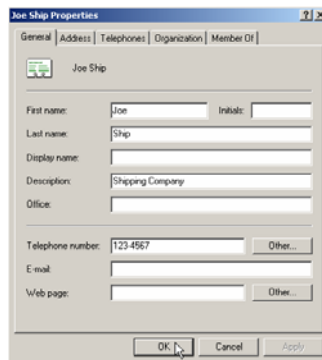 Joe Ship Properties
General Address Telephones Organization Member Of
Joe Ship
First name: Joe Initials:
Last name: Ship
Display name:
Description: Shipping Company
Office:
Telephone number: 123-4567 Other...
E-mail:
Web page: Other...
OK Cancel Apply